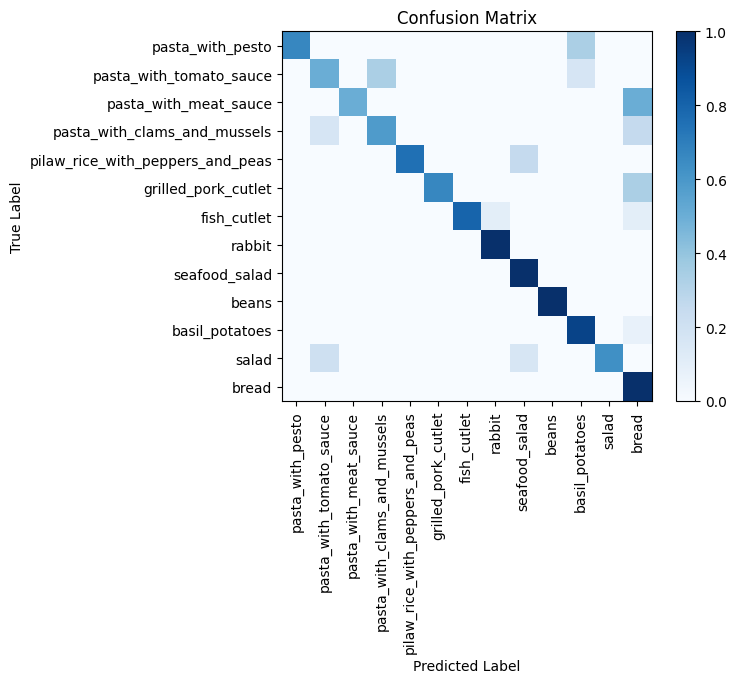 Confusion Matrix
True Label
pasta_with_pesto
pasta_with_tomato_sauce
pasta_with_meat_sauce
pasta_with_clams_and_mussels
pilaw_rice_with_peppers_and_peas
grilled_pork_cutlet
fish_cutlet
rabbit
seafood_salad
beans
basil_potatoes
salad
bread
pasta_with_pesto
pasta_with_tomato_sauce
pasta_with_meat_sauce
pasta_with_clams_and_mussels
pilaw_rice_with_peppers_and_peas
grilled_pork_cutlet
fish_cutlet
rabbit
seafood_salad
beans
basil_potatoes
salad
bread
Predicted Label
1.0
0.8
0.6
0.4
0.2
0.0